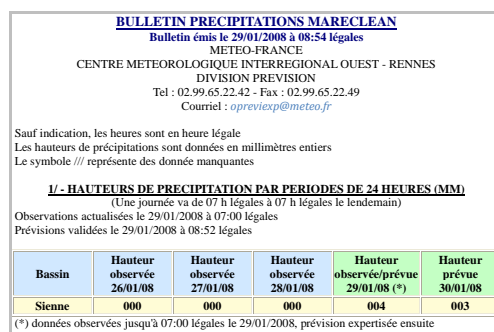 BULLETIN PRECIPITATIONS MARECLEAN
Bulletin émis le 29/01/2008 à 08:54 légales
METEO-FRANCE
CENTRE METEOROLOGIQUE INTERREGIONAL OUEST - RENNES
DIVISION PREVISION
Tel : 02.99.65.22.42 - Fax : 02.99.65.22.49
Courriel : opreviexp@meteo.fr
Sauf indication, les heures sont en heure légale
Les hauteurs de précipitations sont données en millimètres entiers
Le symbole /// représente des donnée manquantes
1/ - HAUTEURS DE PRECIPITATION PAR PERIODES DE 24 HEURES (MM)
(Une journée va de 07 h légales à 07 h légales le lendemain)
Observations actualisées le 29/01/2008 à 07:00 légales
Prévisions validées le 29/01/2008 à 08:52 légales
Bassin Hauteur observée 26/01/08 Hauteur observée 27/01/08 Hauteur observée 28/01/08 Hauteur observée/prévue 29/01/08 (*) Hauteur prévue 30/01/08
Sienne 000 000 000 004 003
(*) données observées jusqu'à 07:00 légales le 29/01/2008, prévision expertisée ensuite